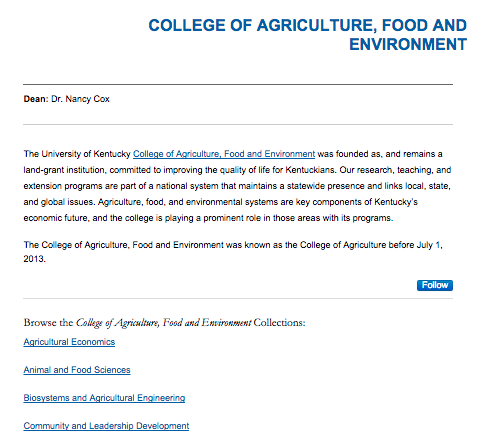 COLLEGE OF AGRICULTURE, FOOD AND
ENVIRONMENT
Dean: Dr. Nancy Cox
The University of Kentucky College of Agriculture, Food and Environment was founded as, and remains a
land-grant institution, committed to improving the quality of life for Kentuckians. Our research, teaching, and
extension programs are part of a national system that maintains a statewide presence and links local, state,
and global issues. Agriculture, food, and environmental systems are key components of Kentucky's
economic future, and the college is playing a prominent role in those areas with its programs.
The College of Agriculture, Food and Environment was known as the College of Agriculture before July 1,
2013.
Follow
Browse the College of Agriculture, Food and Environment Collections:
Agricultural Economics
Animal and Food Sciences
Biosystems and Agricultural Engineering
Community and Leadership Development